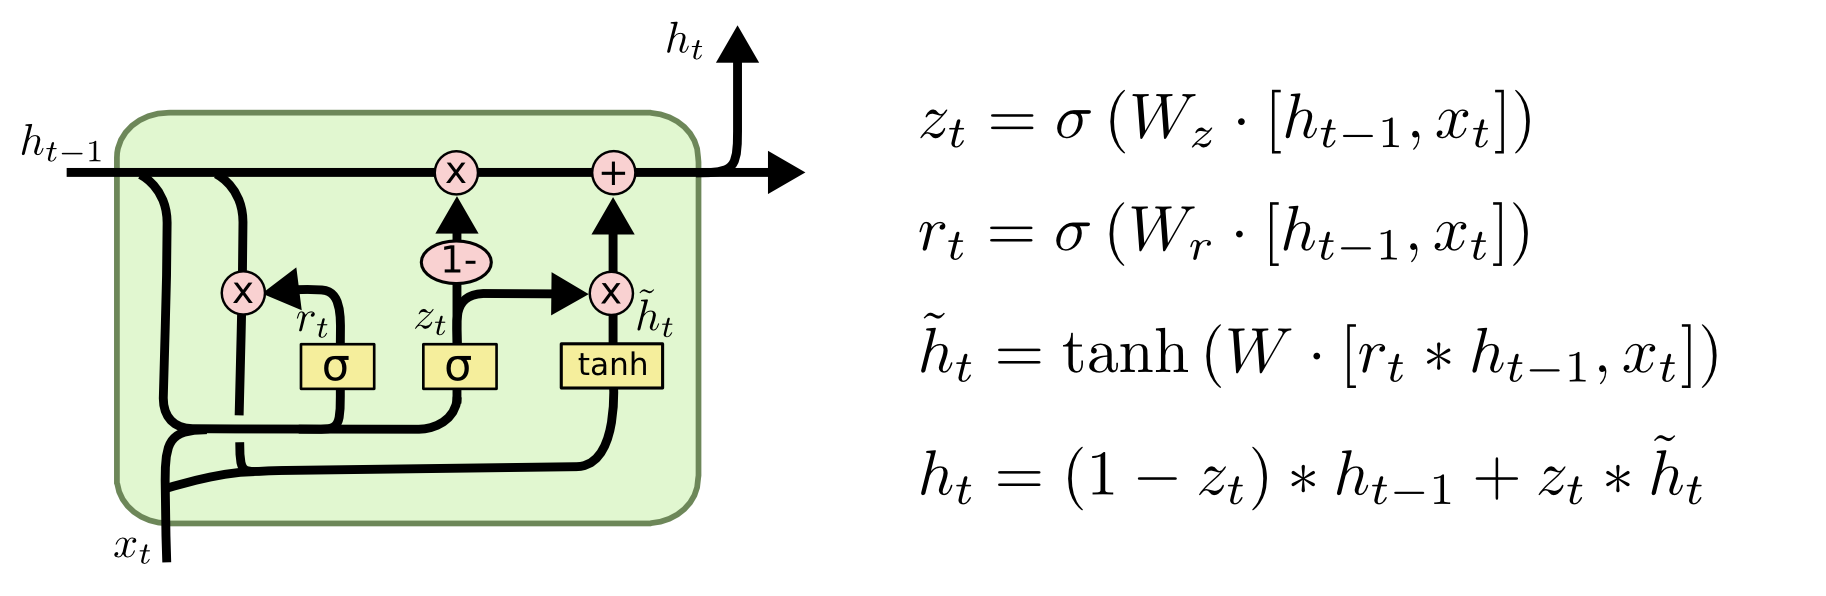 h_t
h_{t−1}
x
+
1-
x
x
r_t
z_t
h̃_t
σ
σ
tanh
x_t
z_t = σ (W_z · [h_{t−1}, x_t])
r_t = σ (W_r · [h_{t−1}, x_t])
h̃_t = tanh (W · [r_t * h_{t−1}, x_t])
h_t = (1 − z_t) * h_{t−1} + z_t * h̃_t